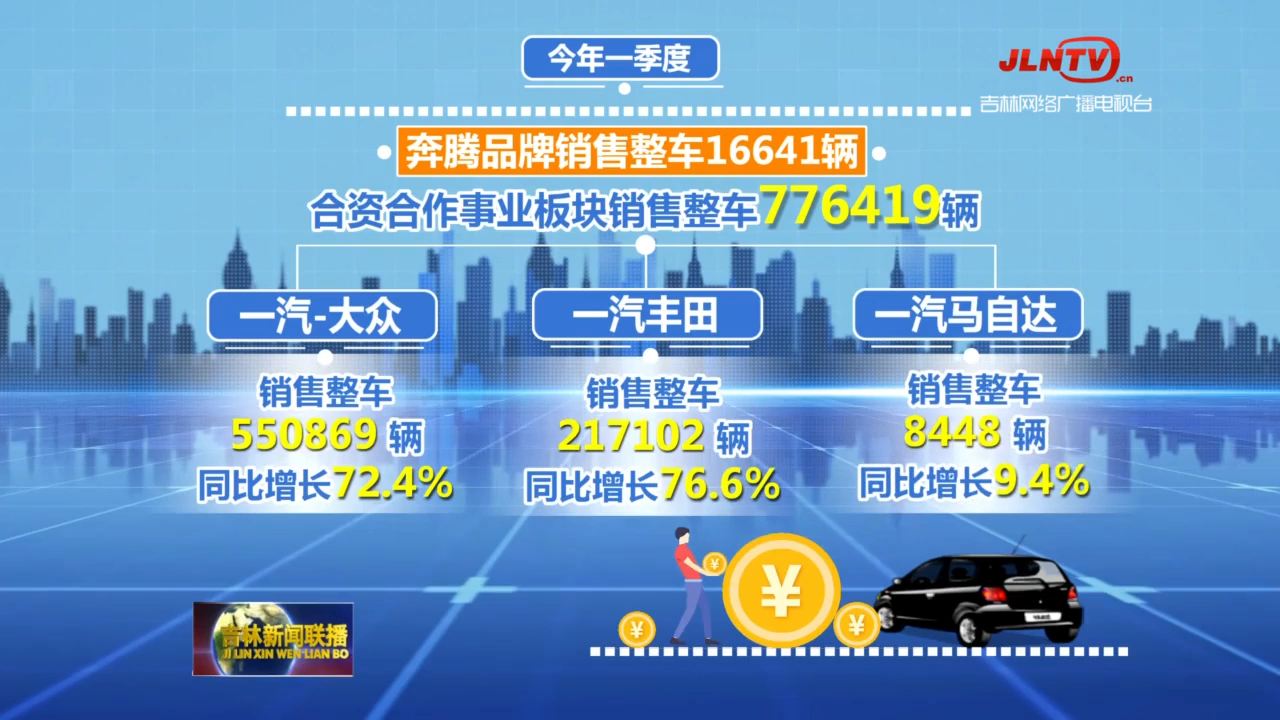 今年一季度
JLNTV.cn
吉林网络广播电视台
奔腾品牌销售整车16641辆
合资合作事业板块销售整车776419辆
一汽-大众
销售整车
550869 辆
同比增长72.4%
一汽丰田
销售整车
217102 辆
同比增长76.6%
一汽马自达
销售整车
8448 辆
同比增长9.4%
¥
¥
¥
¥
吉林新闻联播
JI LIN XIN WEN LIAN BO